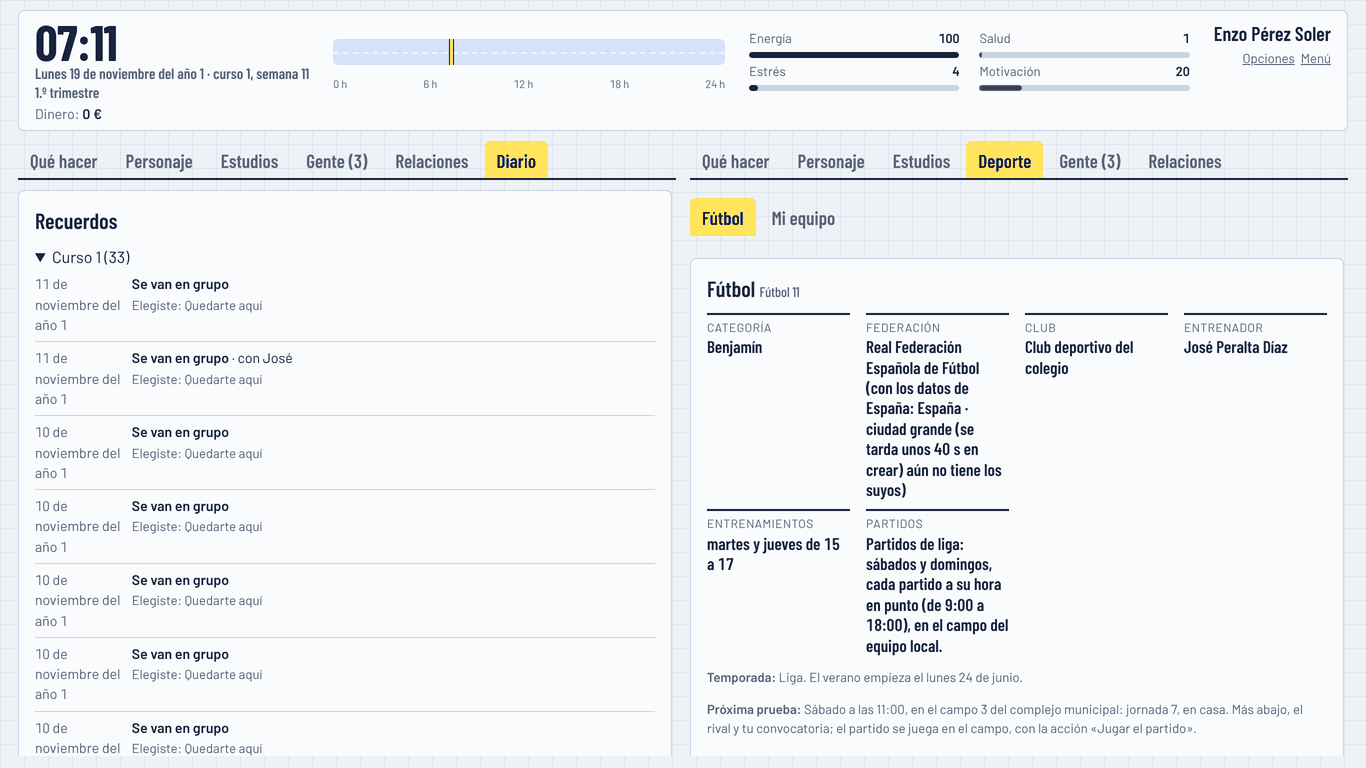 07:11
Lunes 19 de noviembre del año 1 · curso 1, semana 11
1.º trimestre
Dinero: 0 €
0 h 6 h 12 h 18 h 24 h
Energía 100
Estrés 4
Salud 1
Motivación 20
Enzo Pérez Soler
Opciones Menú
Qué hacer Personaje Estudios Gente (3) Relaciones Diario
Recuerdos
▼ Curso 1 (33)
11 de noviembre del año 1
Se van en grupo
Elegiste: Quedarte aquí
11 de noviembre del año 1
Se van en grupo · con José
Elegiste: Quedarte aquí
10 de noviembre del año 1
Se van en grupo
Elegiste: Quedarte aquí
10 de noviembre del año 1
Se van en grupo
Elegiste: Quedarte aquí
10 de noviembre del año 1
Se van en grupo
Elegiste: Quedarte aquí
10 de noviembre del año 1
Se van en grupo
Elegiste: Quedarte aquí
10 de noviembre del
Se van en grupo
Elegiste: Quedarte aquí
Qué hacer Personaje Estudios Deporte Gente (3) Relaciones
Fútbol Mi equipo
Fútbol Fútbol 11
CATEGORÍA
Benjamín
FEDERACIÓN
Real Federación
Española de Fútbol
(con los datos de
España: España ·
ciudad grande (se
tarda unos 40 s en
crear) aún no tiene los
suyos)
CLUB
Club deportivo del
colegio
ENTRENADOR
José Peralta Díaz
ENTRENAMIENTOS
martes y jueves de 15
a 17
PARTIDOS
Partidos de liga:
sábados y domingos,
cada partido a su hora
en punto (de 9:00 a
18:00), en el campo del
equipo local.
Temporada: Liga. El verano empieza el lunes 24 de junio.
Próxima prueba: Sábado a las 11:00, en el campo 3 del complejo municipal: jornada 7, en casa. Más abajo, el
rival y tu convocatoria; el partido se juega en el campo, con la acción «Jugar el partido».